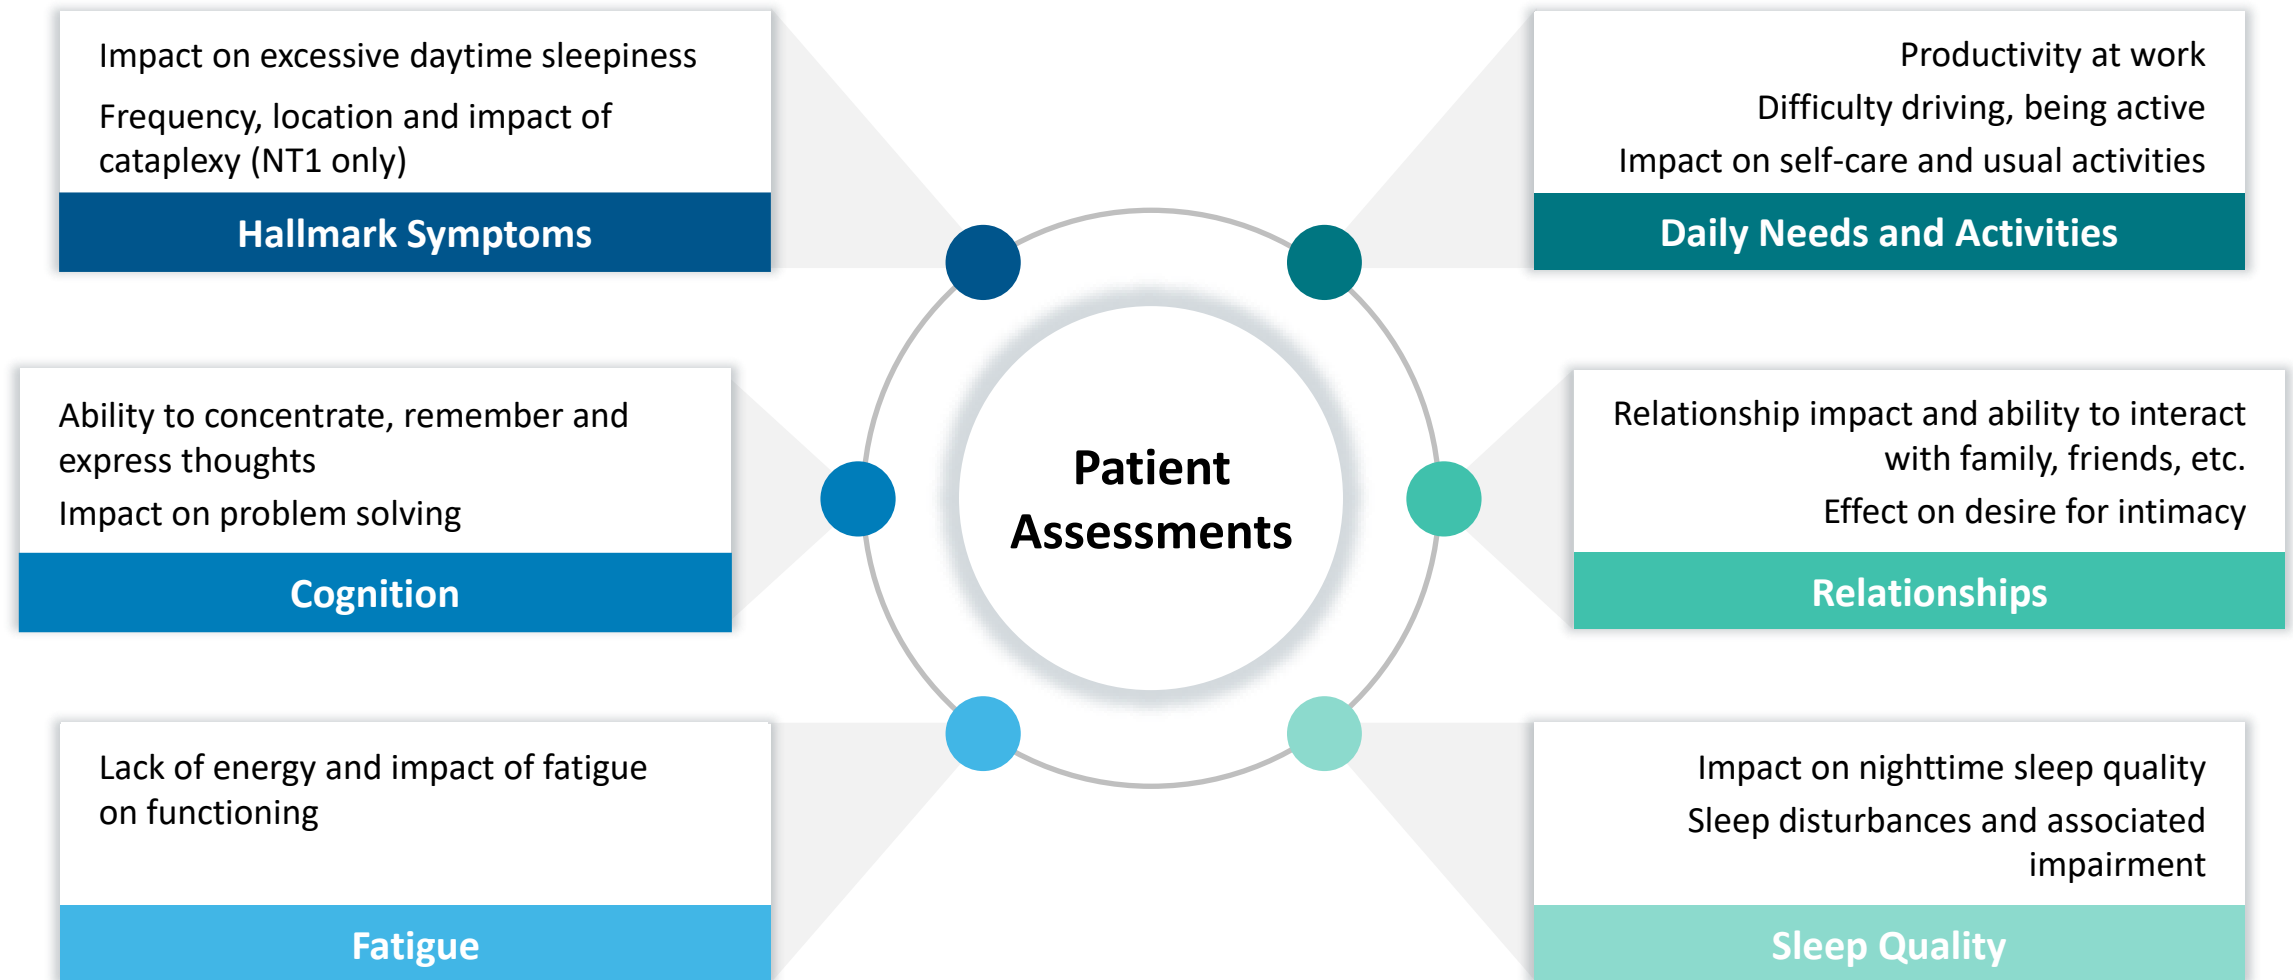 Impact on excessive daytime sleepiness
Frequency, location and impact of
cataplexy (NT1 only)
Hallmark Symptoms
Ability to concentrate, remember and
express thoughts
Impact on problem solving
Cognition
Lack of energy and impact of fatigue
on functioning
Fatigue
Patient
Assessments
Productivity at work
Difficulty driving, being active
Impact on self-care and usual activities
Daily Needs and Activities
Relationship impact and ability to interact
with family, friends, etc.
Effect on desire for intimacy
Relationships
Impact on nighttime sleep quality
Sleep disturbances and associated
impairment
Sleep Quality